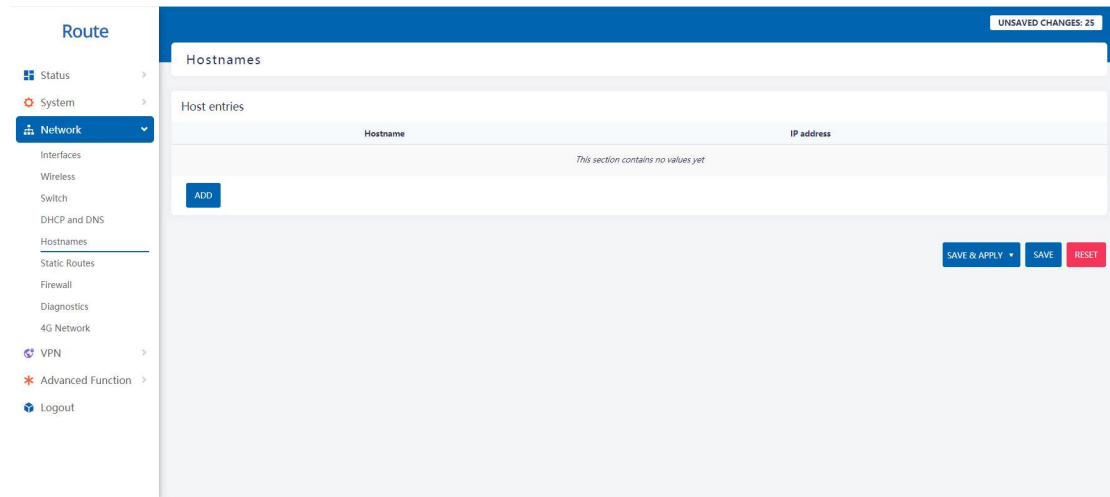 Route
UNSAVED CHANGES: 25
Hostnames
Status
System
Network
Interfaces
Wireless
Switch
DHCP and DNS
Hostnames
Static Routes
Firewall
Diagnostics
4G Network
VPN
Advanced Function
Logout
Host entries
Hostname IP address
This section contains no values yet
ADD
SAVE & APPLY SAVE RESET